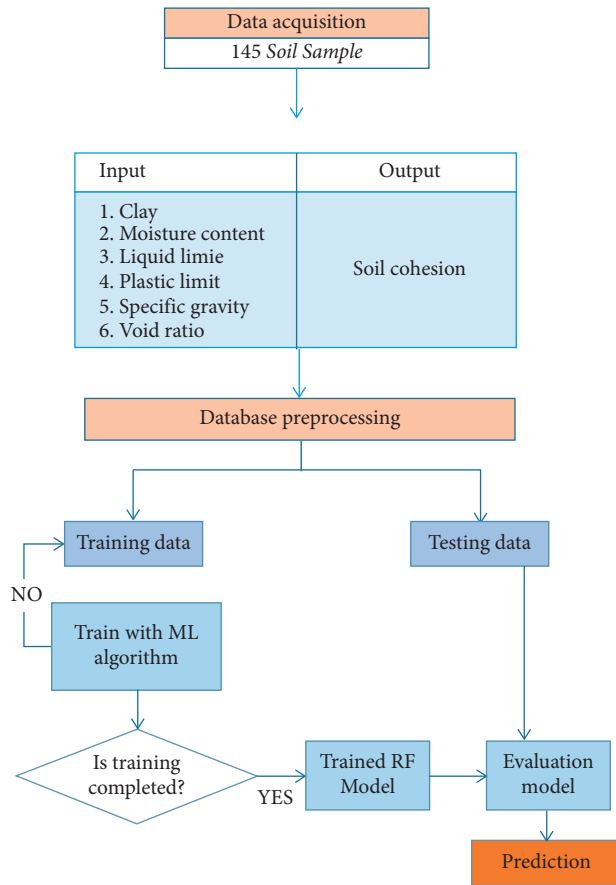 Data acquisition
145 Soil Sample
Input
Output
1. Clay
2. Moisture content
3. Liquid limie
4. Plastic limit
5. Specific gravity
6. Void ratio
Soil cohesion
Database preprocessing
Training data
Testing data
NO
Train with ML
algorithm
Is training
completed?
YES
Trained RF
Model
Evaluation
model
Prediction